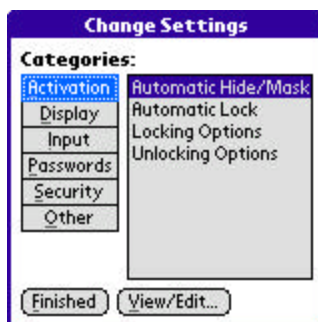 Change Settings
Categories:
Activation
Display
Input
Passwords
Security
Other
Automatic Hide/Mask
Automatic Lock
Locking Options
Unlocking Options
Finished
View/Edit...